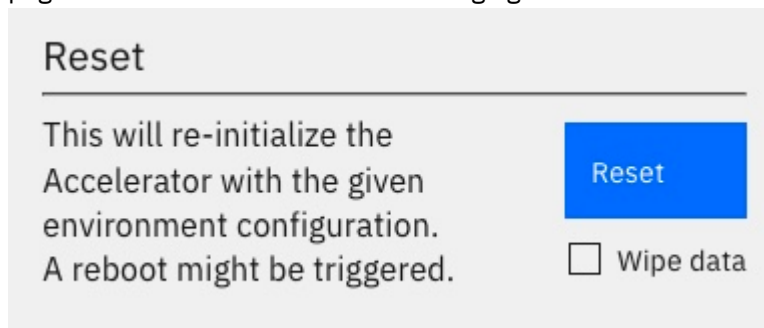 Reset
This will re-initialize the
Accelerator with the given
environment configuration.
A reboot might be triggered.
Reset
Wipe data